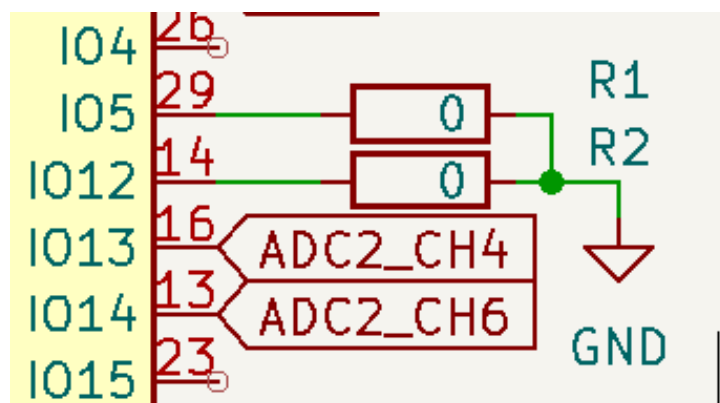 IO4 26
IO5 29 0 R1
IO12 14 0 R2
IO13 16 ADC2_CH4
IO14 13 ADC2_CH6
GND
IO15 23